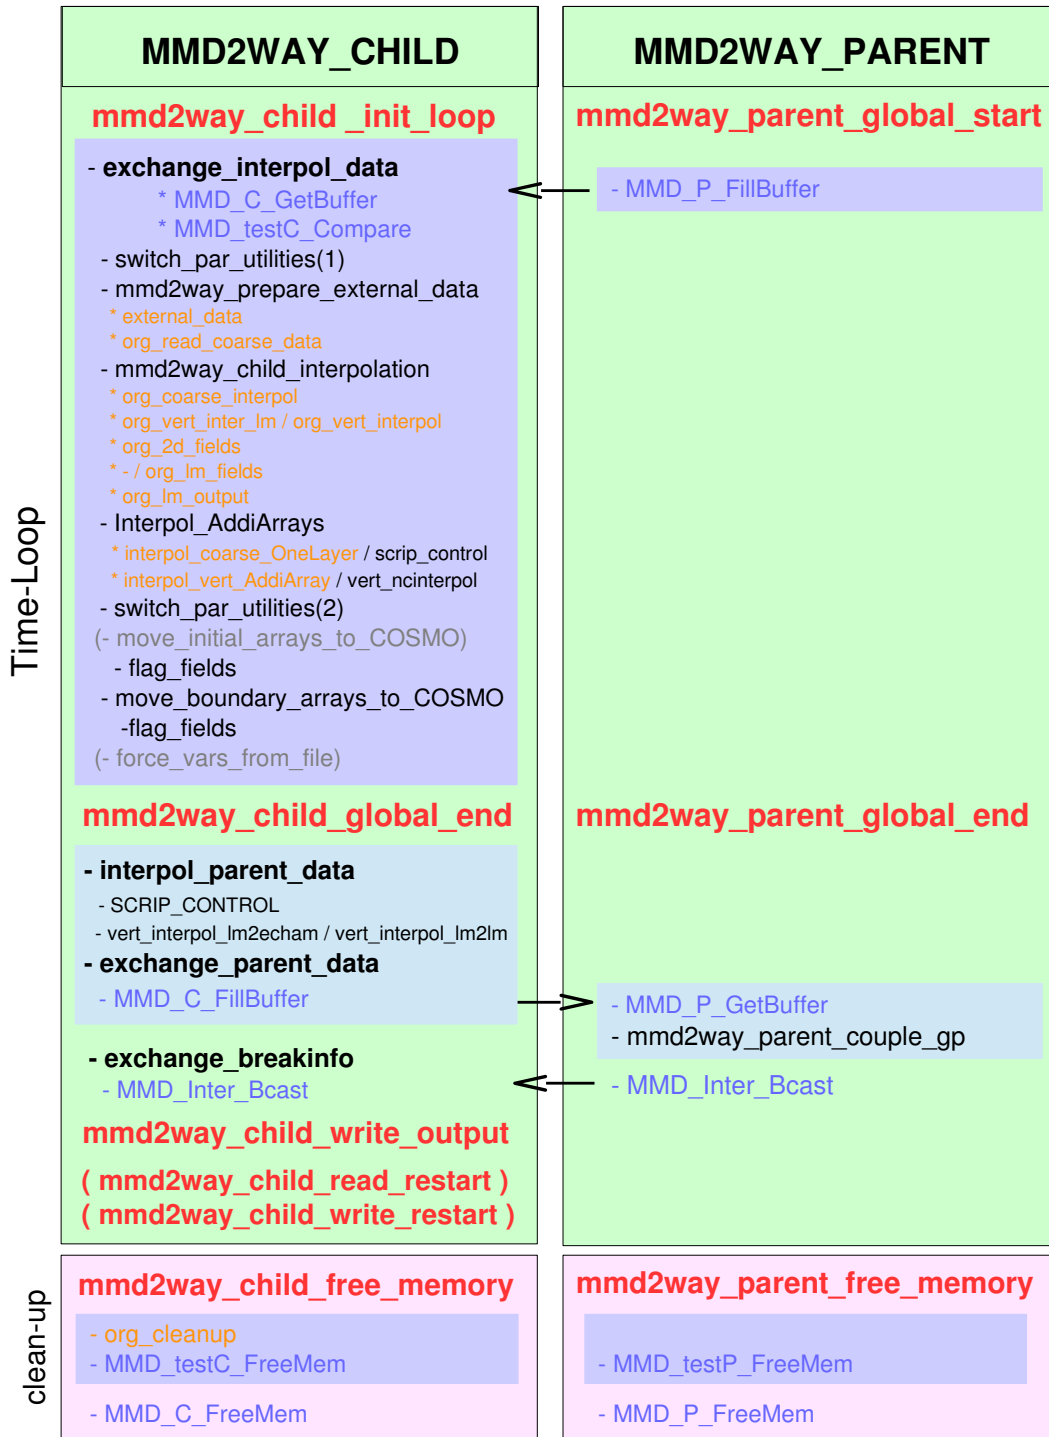 MMD2WAY_CHILD
mmd2way_child _init_loop
- exchange_interpol_data
* MMD_C_GetBuffer
* MMD_testC_Compare
- switch_par_utilities(1)
- mmd2way_prepare_external_data
* external_data
* org_read_coarse_data
- mmd2way_child_interpolation
* org_coarse_interpol
* org_vert_inter_lm / org_vert_interpol
* org_2d_fields
* - / org_lm_fields
* org_lm_output
- Interpol_AddiArrays
* interpol_coarse_OneLayer / scrip_control
* interpol_vert_AddiArray / vert_ncinterpol
- switch_par_utilities(2)
(- move_initial_arrays_to_COSMO)
- flag_fields
- move_boundary_arrays_to_COSMO
-flag_fields
(- force_vars_from_file)
mmd2way_child_global_end
- interpol_parent_data
- SCRIP_CONTROL
- vert_interpol_lm2echam / vert_interpol_lm2lm
- exchange_parent_data
- MMD_C_FillBuffer
- exchange_breakinfo
- MMD_Inter_Bcast
mmd2way_child_write_output
( mmd2way_child_read_restart )
( mmd2way_child_write_restart )
MMD2WAY_PARENT
mmd2way_parent_global_start
- MMD_P_FillBuffer
mmd2way_parent_global_end
- MMD_P_GetBuffer
- mmd2way_parent_couple_gp
- MMD_Inter_Bcast
Time-Loop
mmd2way_child_free_memory
- org_cleanup
- MMD_testC_FreeMem
- MMD_C_FreeMem
mmd2way_parent_free_memory
- MMD_testP_FreeMem
- MMD_P_FreeMem
clean-up